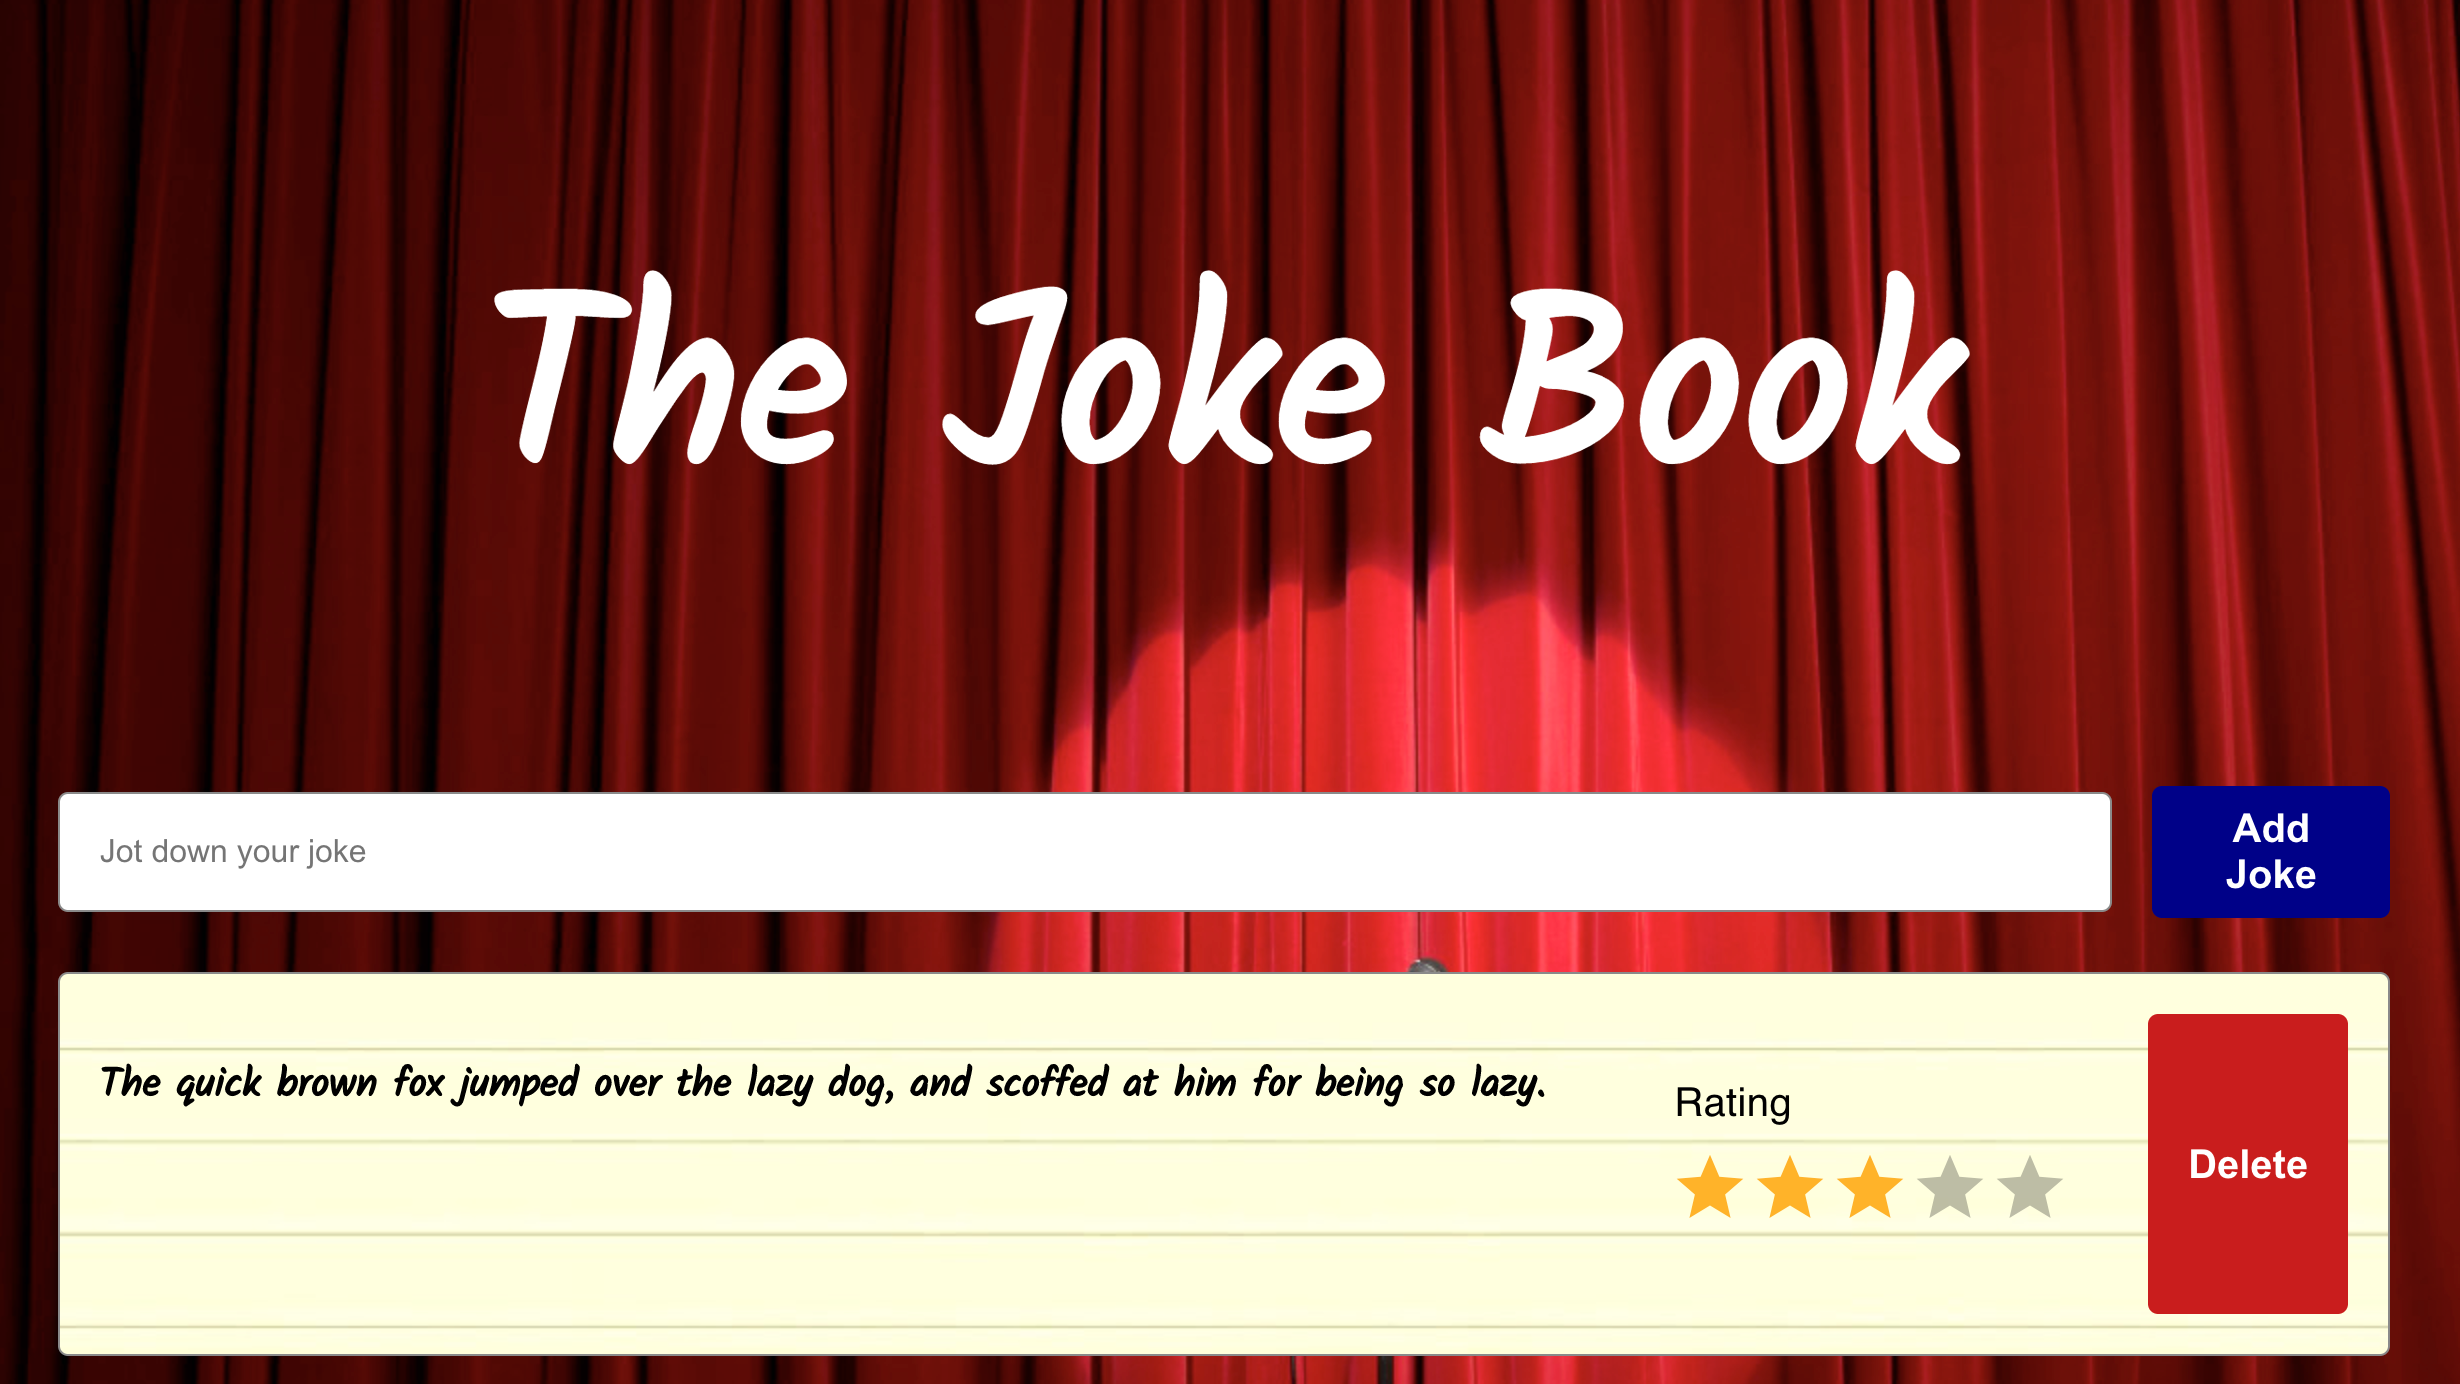 The Joke Book
Jot down your joke
Add
Joke
The quick brown fox jumped over the lazy dog, and scoffed at him for being so lazy.
Rating
Delete